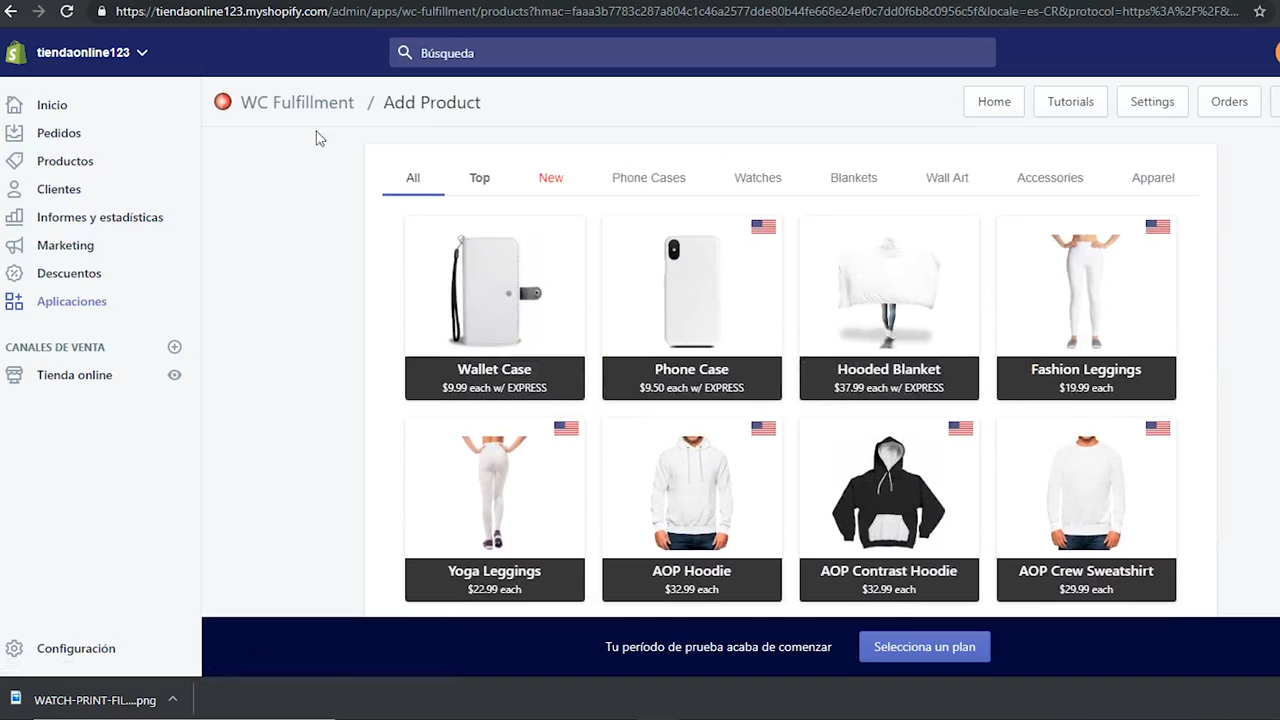 https://tiendaonline123.myshopify.com/admin/apps/wc-fulfillment/products?hmac=faaa3b7783c287a804c1c46a2577dde80bfb44fe668e24ef0c7dd0f6b8c0956c5f&locale=es-CR&protocol=https%3A%2F%2F&...
tiendaonline123
Búsqueda
Inicio
Pedidos
Productos
Clientes
Informes y estadísticas
Marketing
Descuentos
Aplicaciones
CANALES DE VENTA
Tienda online
Configuración
WC Fulfillment / Add Product
Home Tutorials Settings Orders
All Top New Phone Cases Watches Blankets Wall Art Accessories Apparel
Wallet Case
$9.99 each w/ EXPRESS
Phone Case
$9.50 each w/ EXPRESS
Hooded Blanket
$37.99 each w/ EXPRESS
Fashion Leggings
$19.99 each
Yoga Leggings
$22.99 each
AOP Hoodie
$32.99 each
AOP Contrast Hoodie
$32.99 each
AOP Crew Sweatshirt
$29.99 each
Tu período de prueba acaba de comenzar
Selecciona un plan
WATCH-PRINT-FIL....png